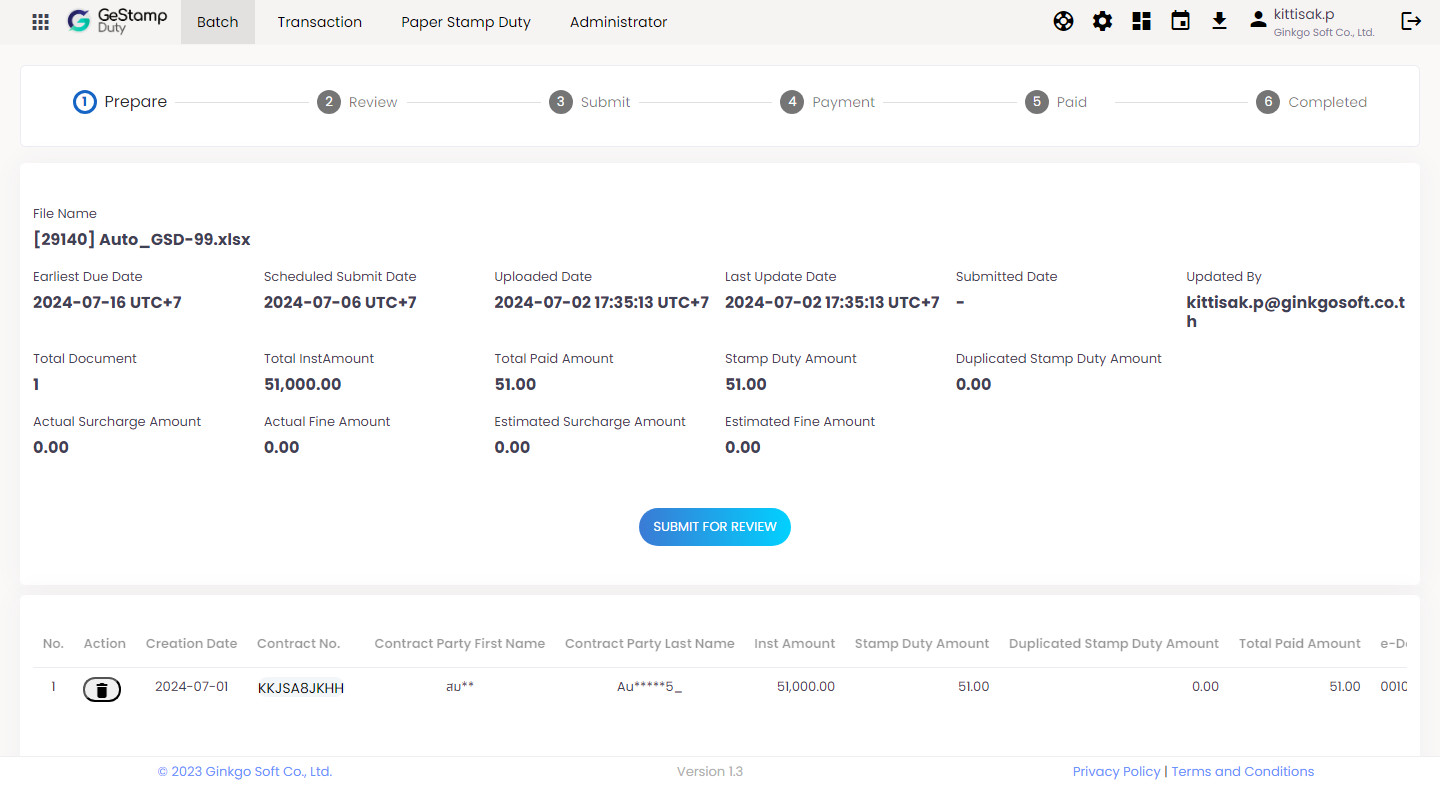 GeStamp
Duty
Batch
Transaction
Paper Stamp Duty
Administrator
kittisak.p
Ginkgo Soft Co., Ltd.
1 Prepare
2 Review
3 Submit
4 Payment
5 Paid
6 Completed
File Name
[29140] Auto_GSD-99.xlsx
Earliest Due Date
2024-07-16 UTC+7
Scheduled Submit Date
2024-07-06 UTC+7
Uploaded Date
2024-07-02 17:35:13 UTC+7
Last Update Date
2024-07-02 17:35:13 UTC+7
Submitted Date
-
Updated By
kittisak.p@ginkgosoft.co.t
h
Total Document
1
Total InstAmount
51,000.00
Total Paid Amount
51.00
Stamp Duty Amount
51.00
Duplicated Stamp Duty Amount
0.00
Actual Surcharge Amount
0.00
Actual Fine Amount
0.00
Estimated Surcharge Amount
0.00
Estimated Fine Amount
0.00
SUBMIT FOR REVIEW
No. Action Creation Date Contract No. Contract Party First Name Contract Party Last Name Inst Amount Stamp Duty Amount Duplicated Stamp Duty Amount Total Paid Amount
1 2024-07-01 KKJSA8JKHH สม** Au*****5_ 51,000.00 51.00 0.00 51.00
© 2023 Ginkgo Soft Co., Ltd.
Version 1.3
Privacy Policy | Terms and Conditions